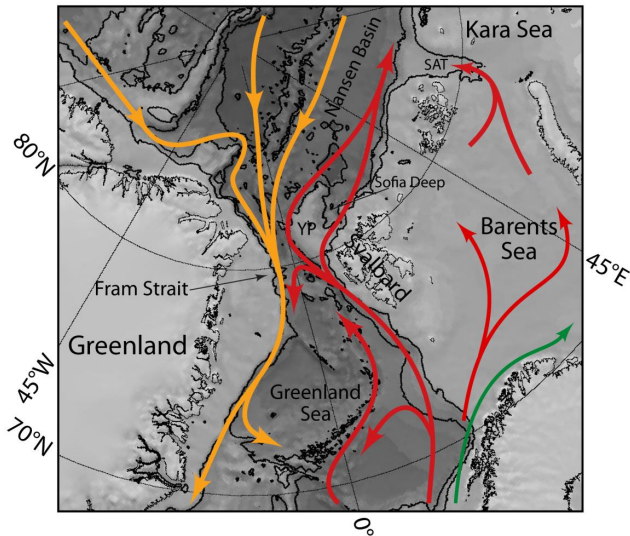 Kara Sea
SAT
Nansen Basin
80°N
Sofia Deep
YP
Barents
Sea
Svalbard
45°E
Fram Strait
Greenland
45°W
Greenland
Sea
70°N
0°